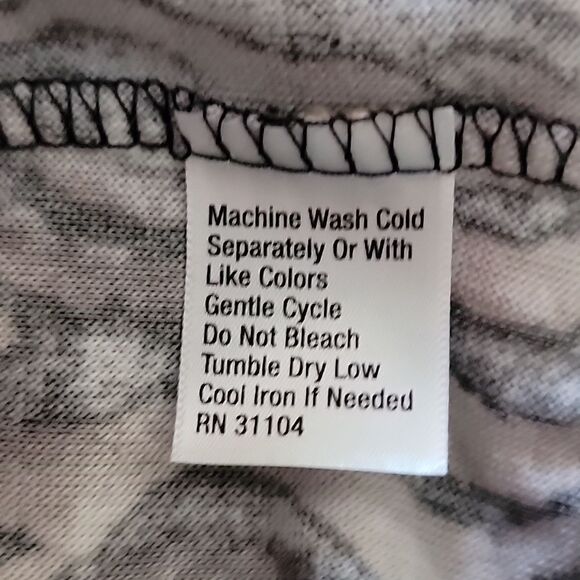 Machine Wash Cold
Separately Or With
Like Colors
Gentle Cycle
Do Not Bleach
Tumble Dry Low
Cool Iron If Needed
RN 31104